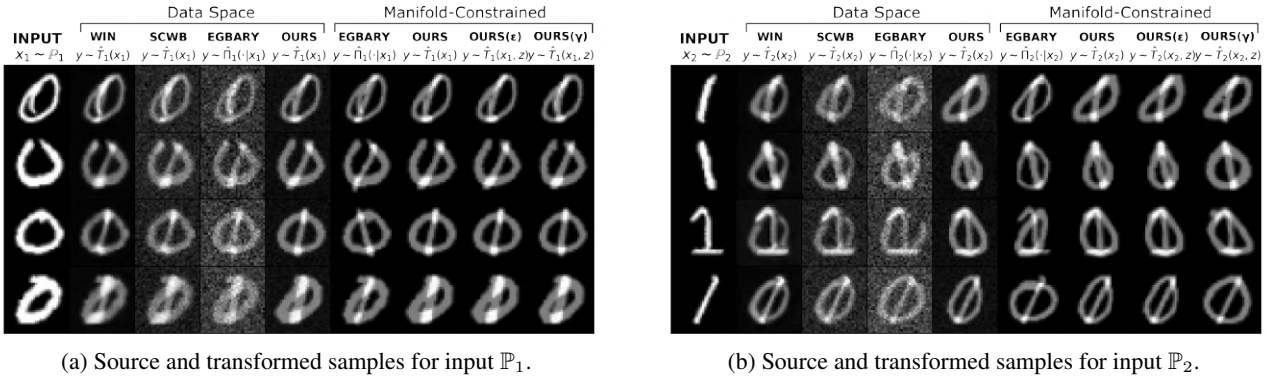 Data Space Manifold-Constrained
INPUT WIN SCWB EGBARY OURS EGBARY OURS OURS(ε) OURS(γ)
x₁ ~ ℙ₁ y ~ T̂₁(x₁) y ~ T̂₁(x₁) y ~ Π̂₁(·|x₁) y ~ T̂₁(x₁) y ~ Π̂₁(·|x₁) y ~ T̂₁(x₁) y ~ T̂₁(x₁, z) y ~ T̂₁(x₁, z)
(a) Source and transformed samples for input ℙ₁.
Data Space Manifold-Constrained
INPUT WIN SCWB EGBARY OURS EGBARY OURS OURS(ε) OURS(γ)
x₂ ~ ℙ₂ y ~ T̂₂(x₂) y ~ T̂₂(x₂) y ~ Π̂₂(·|x₂) y ~ T̂₂(x₂) y ~ Π̂₂(·|x₂) y ~ T̂₂(x₂) y ~ T̂₂(x₂, z) y ~ T̂₂(x₂, z)
(b) Source and transformed samples for input ℙ₂.